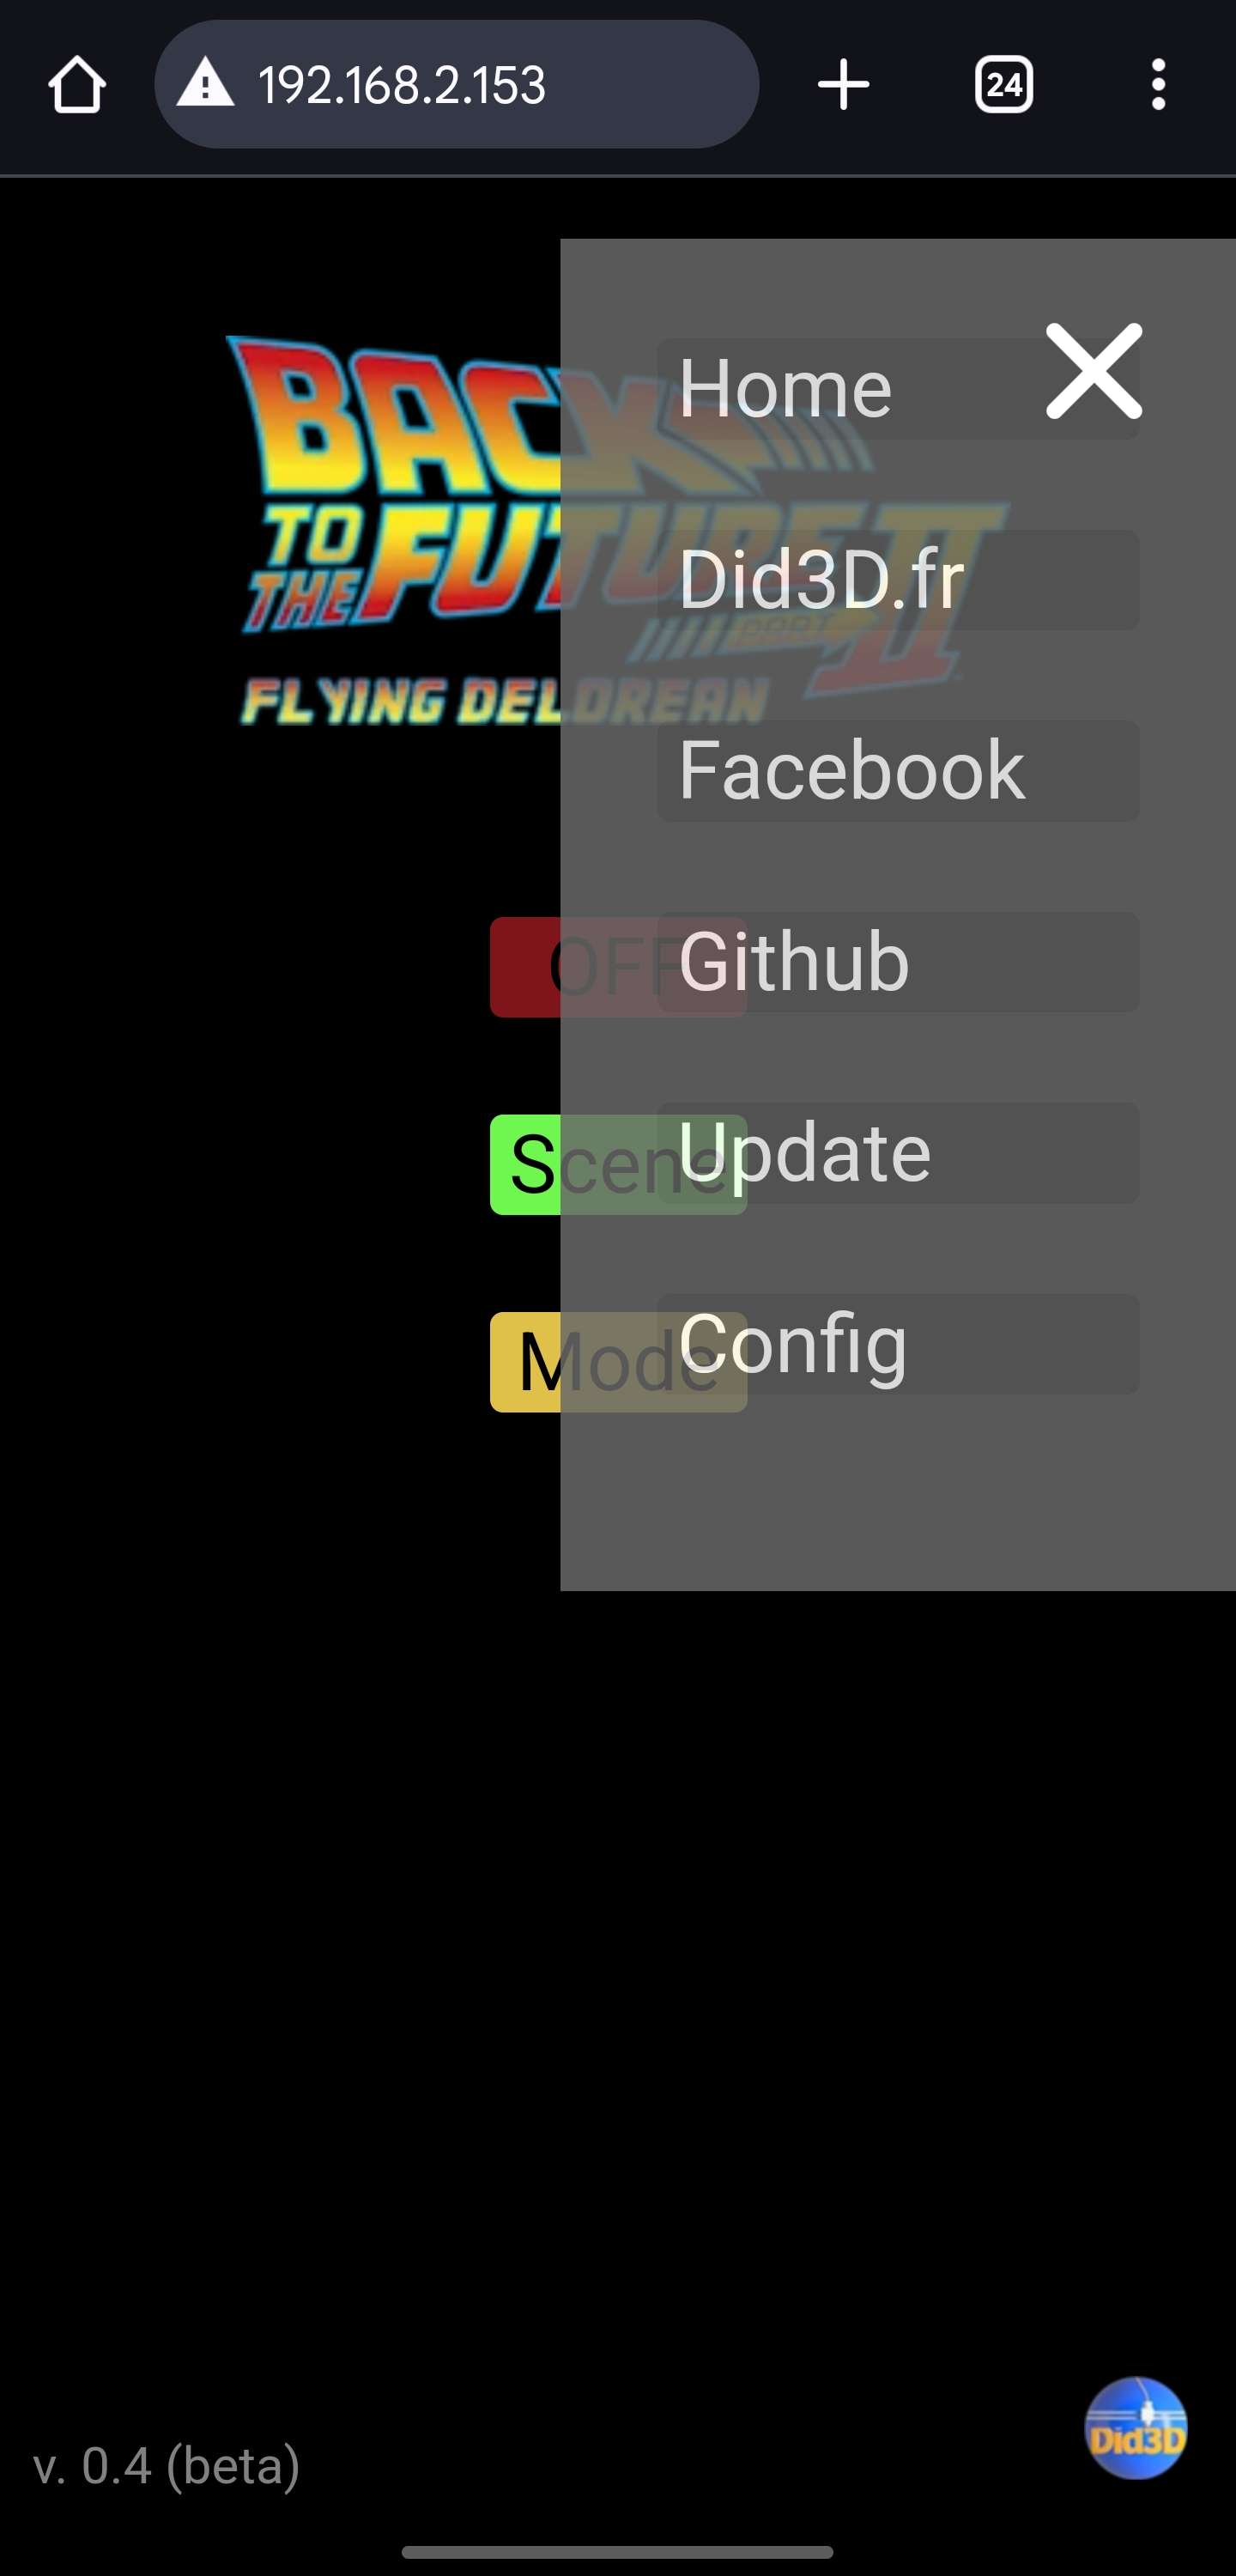 192.168.2.153
24
BACK
TO
THE FUTURE II
PART
FLYING DELOREAN
Home
Did3D.fr
Facebook
OFF
Github
Scene
Update
Mode
Config
Did3D
v. 0.4 (beta)